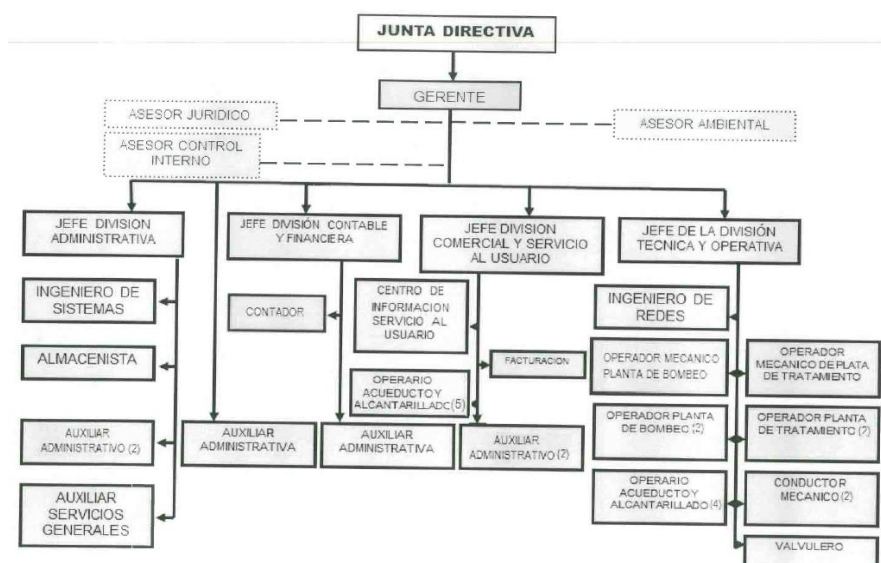 JUNTA DIRECTIVA
GERENTE
ASESOR JURIDICO
ASESOR AMBIENTAL
ASESOR CONTROL
INTERNO
JEFE DIVISION
ADMINISTRATIVA
JEFE DIVISIÓN CONTABLE
Y FINANCIERA
JEFE DIVISION
COMERCIAL Y SERVICIO
AL USUARIO
JEFE DE LA DIVISIÓN
TECNICA Y OPERATIVA
INGENIERO DE
SISTEMAS
ALMACENISTA
AUXILIAR
ADMINISTRATIVO (2)
AUXILIAR
SERVICIOS
GENERALES
AUXILIAR
ADMINISTRATIVA
CONTADOR
AUXILIAR
ADMINISTRATIVA
CENTRO DE
INFORMACION
SERVICIO AL
USUARIO
FACTURACION
OPERARIO
ACUEDUCTO Y
ALCANTARILLADO (5)
AUXILIAR
ADMINISTRATIVO (2)
INGENIERO DE
REDES
OPERADOR MECANICO
PLANTA DE BOMBEO
OPERADOR
MECANICO DE PLATA
DE TRATAMIENTO
OPERADOR PLANTA
DE BOMBEO (2)
OPERADOR PLANTA
DE TRATAMIENTO (2)
OPERARIO
ACUEDUCTO Y
ALCANTARILLADO (4)
CONDUCTOR
MECANICO (2)
VALVULERO